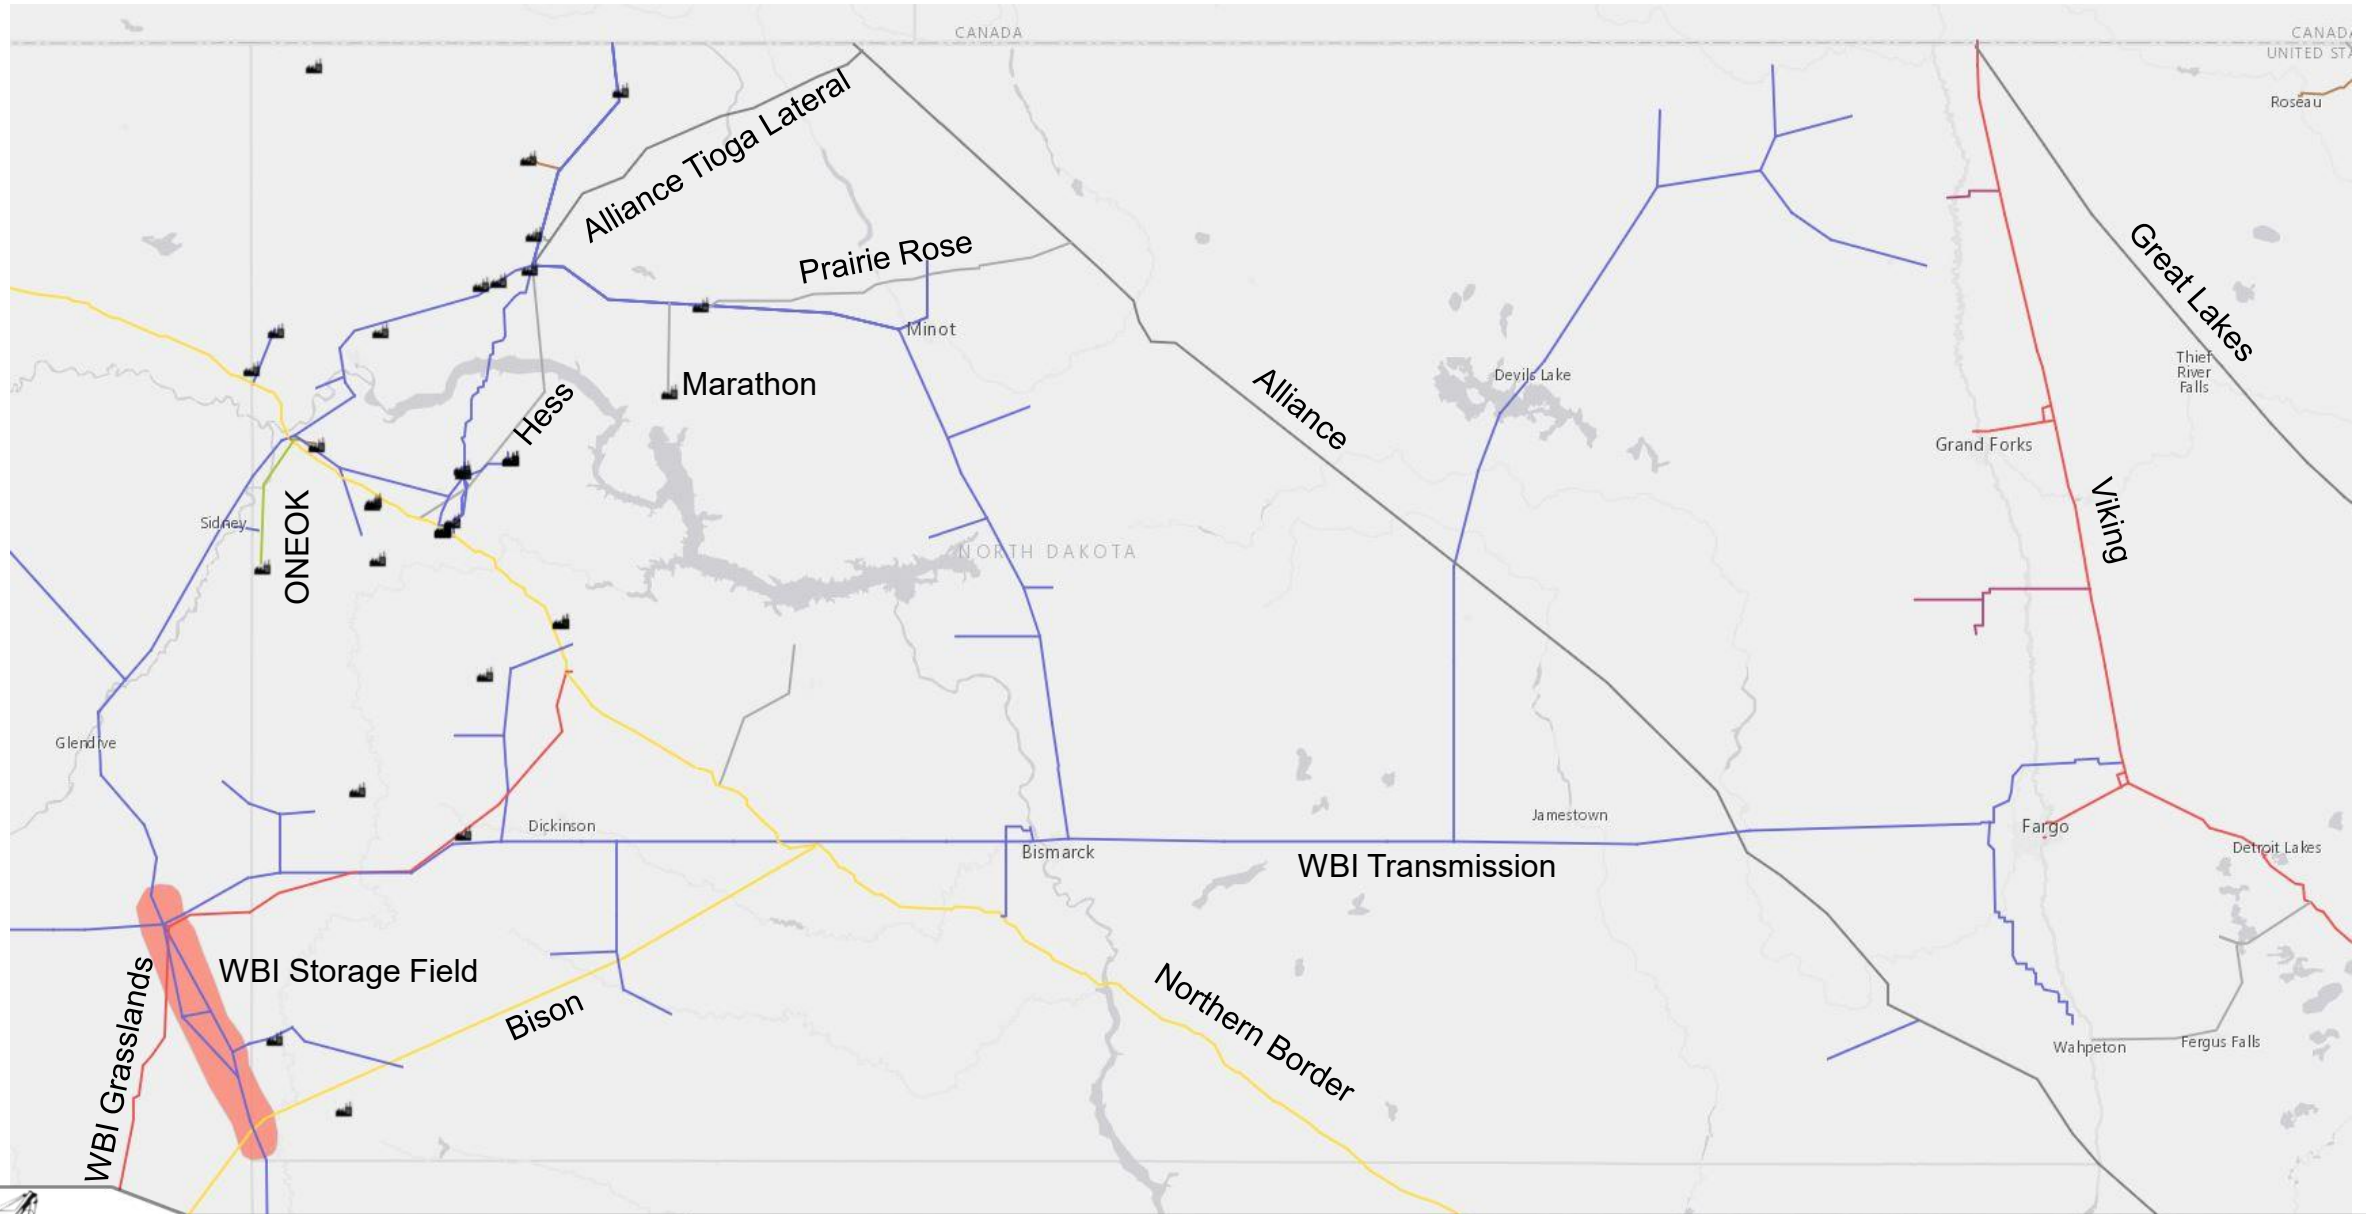 CANADA
CANADA
UNITED STA
Roseau
Alliance Tioga Lateral
Prairie Rose
Great Lakes
Minot
Thief
River
Falls
Marathon
Devils Lake
Alliance
Hess
Grand Forks
Viking
ONEOK
Sidney
NORTH DAKOTA
Glendive
Jamestown
Dickinson
Fargo
Bismarck
Detroit Lakes
WBI Transmission
WBI Storage Field
WBI Grasslands
Bison
Northern Border
Wahpeton
Fergus Falls